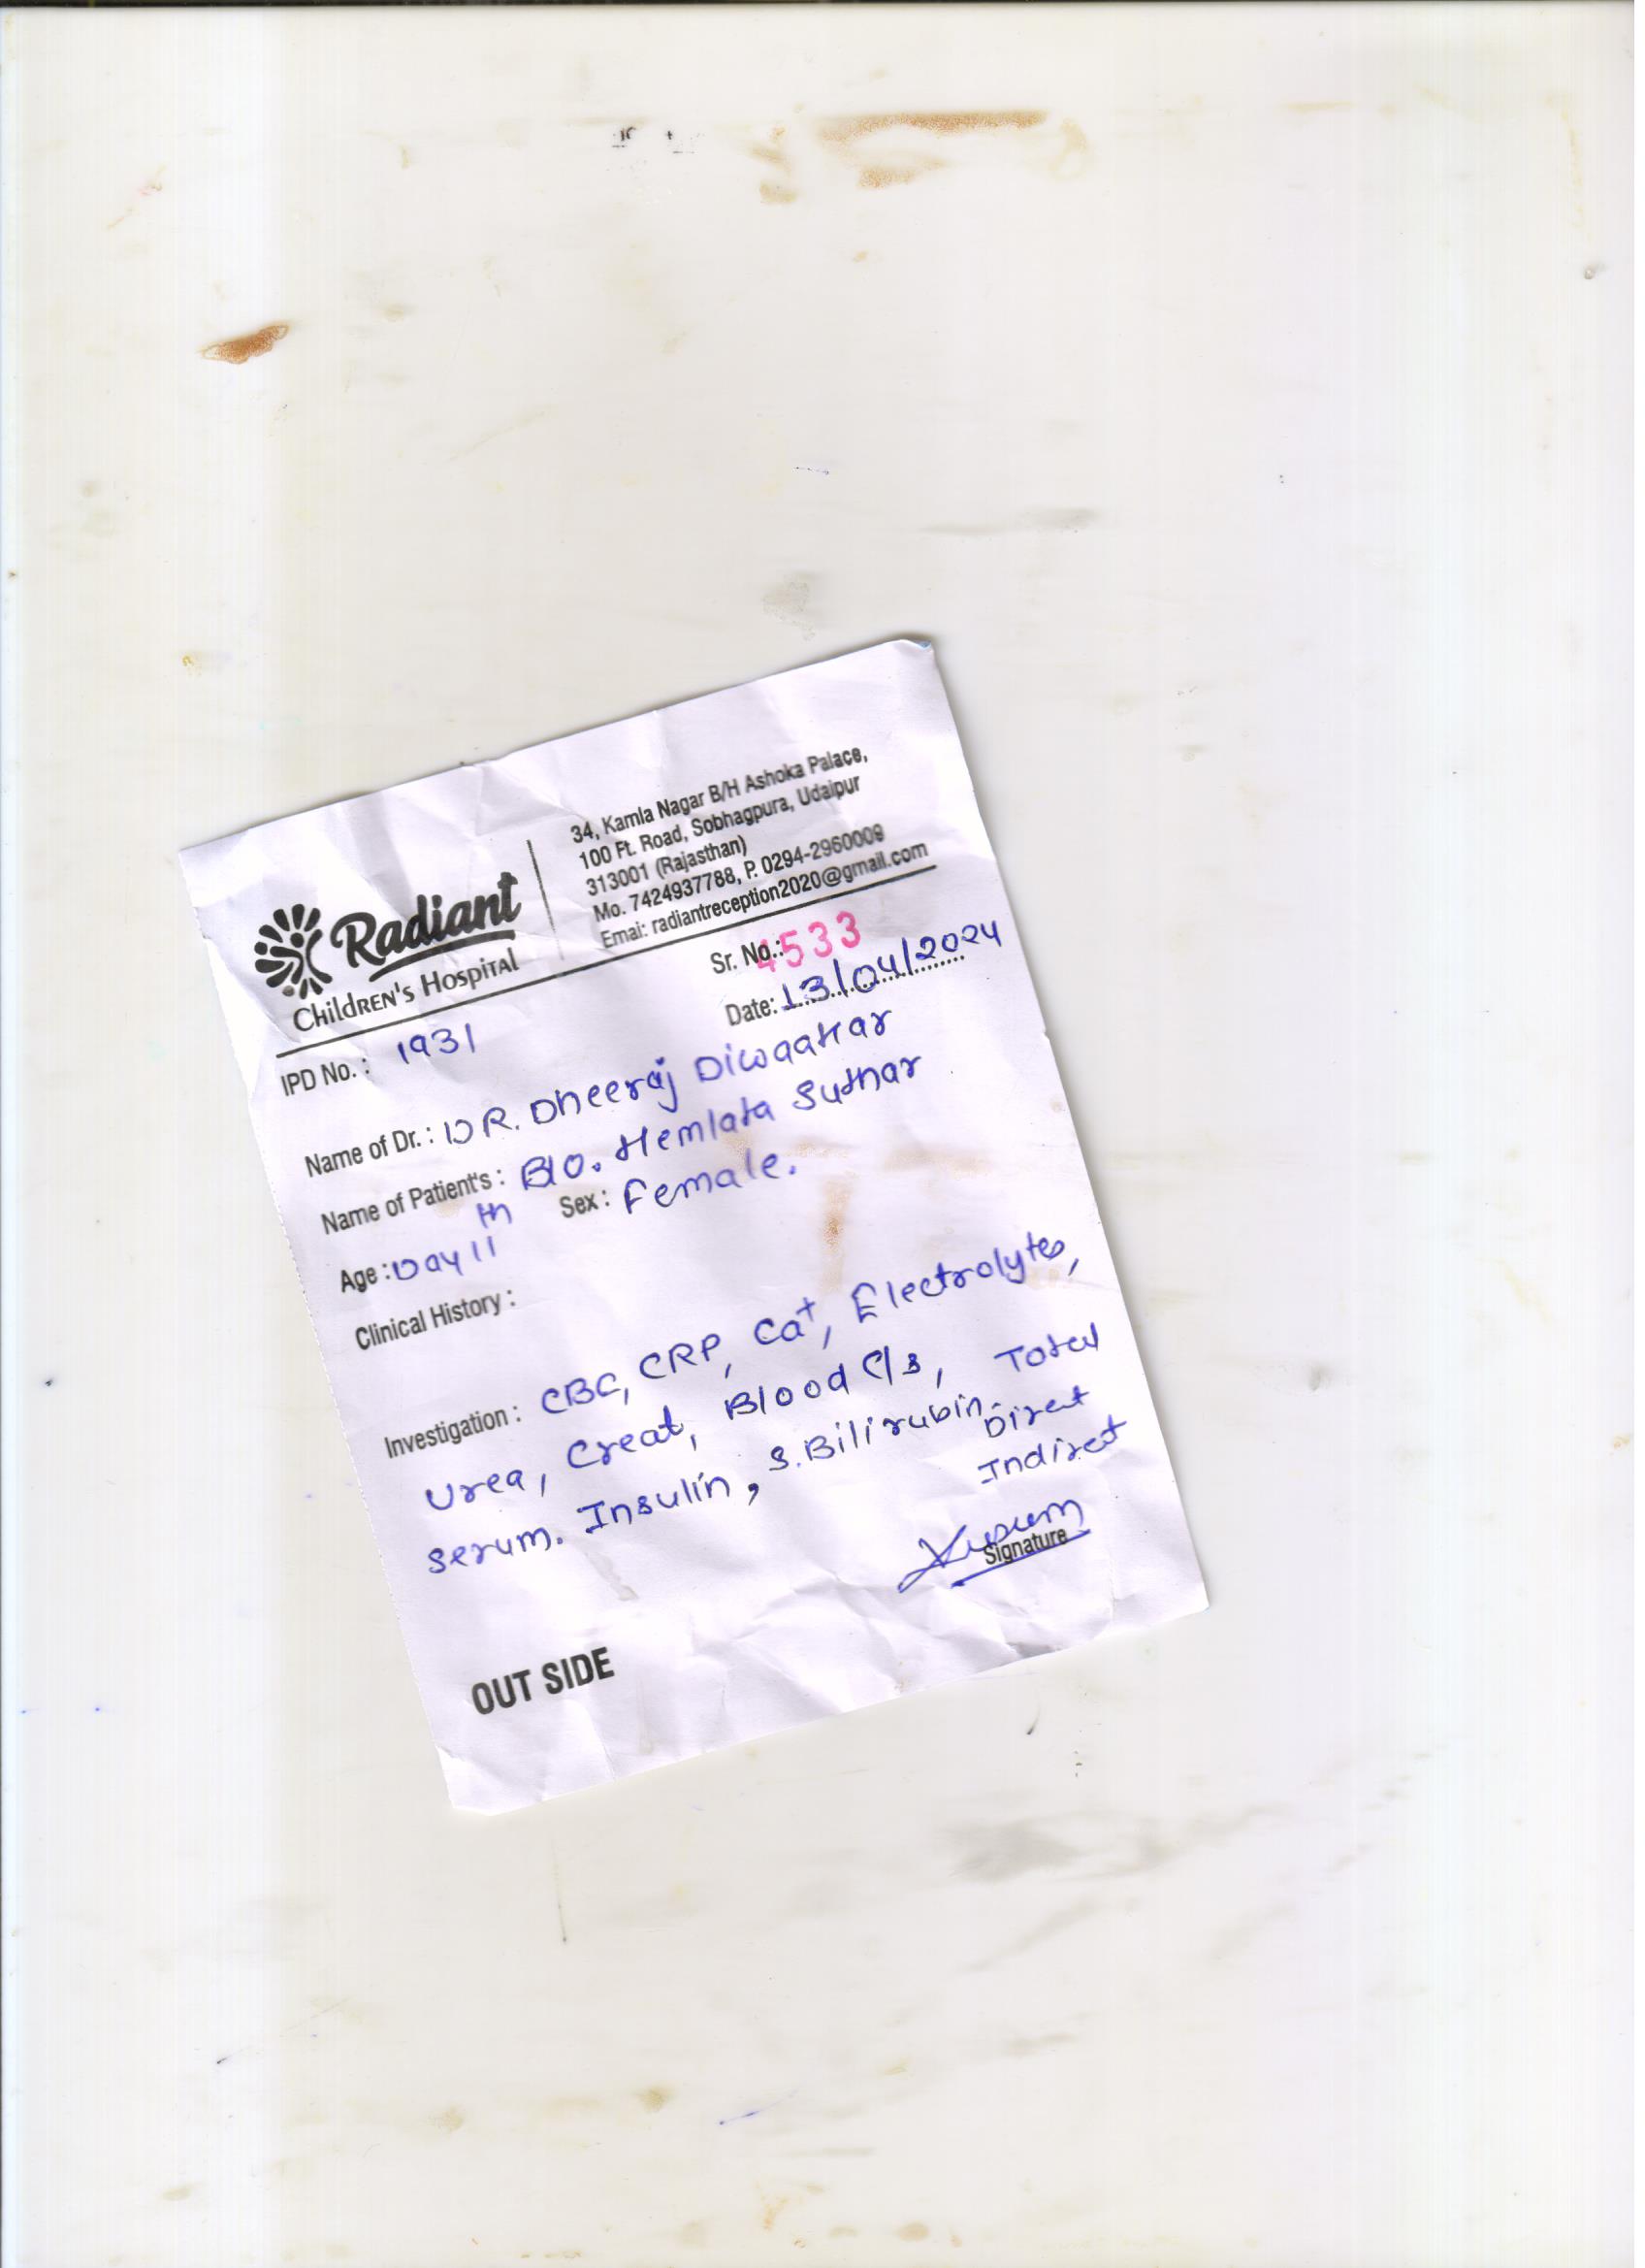 Radiant
Children's Hospital
34, Kamla Nagar B/H Ashoka Palace,
100 Ft. Road, Sobhagpura, Udaipur
313001 (Rajasthan)
Mo. 7424937788, P. 0294-2960009
Emai: radiantreception2020@gmail.com
Sr. No.: 4533
IPD No. : 1931
Date: 13/04/2024
Name of Dr. : DR. Dheeraj Diwaakar
Name of Patient's : B/O. Hemlata Suthar
Age : Day 11th Sex : Female.
Clinical History :
Investigation : CBC, CRP, Ca+, Electrolytes,
Urea, Creat, Blood C/s,
serum. Insulin, S. Bilirubin- Total
Direct
Indirect
Signature
OUT SIDE